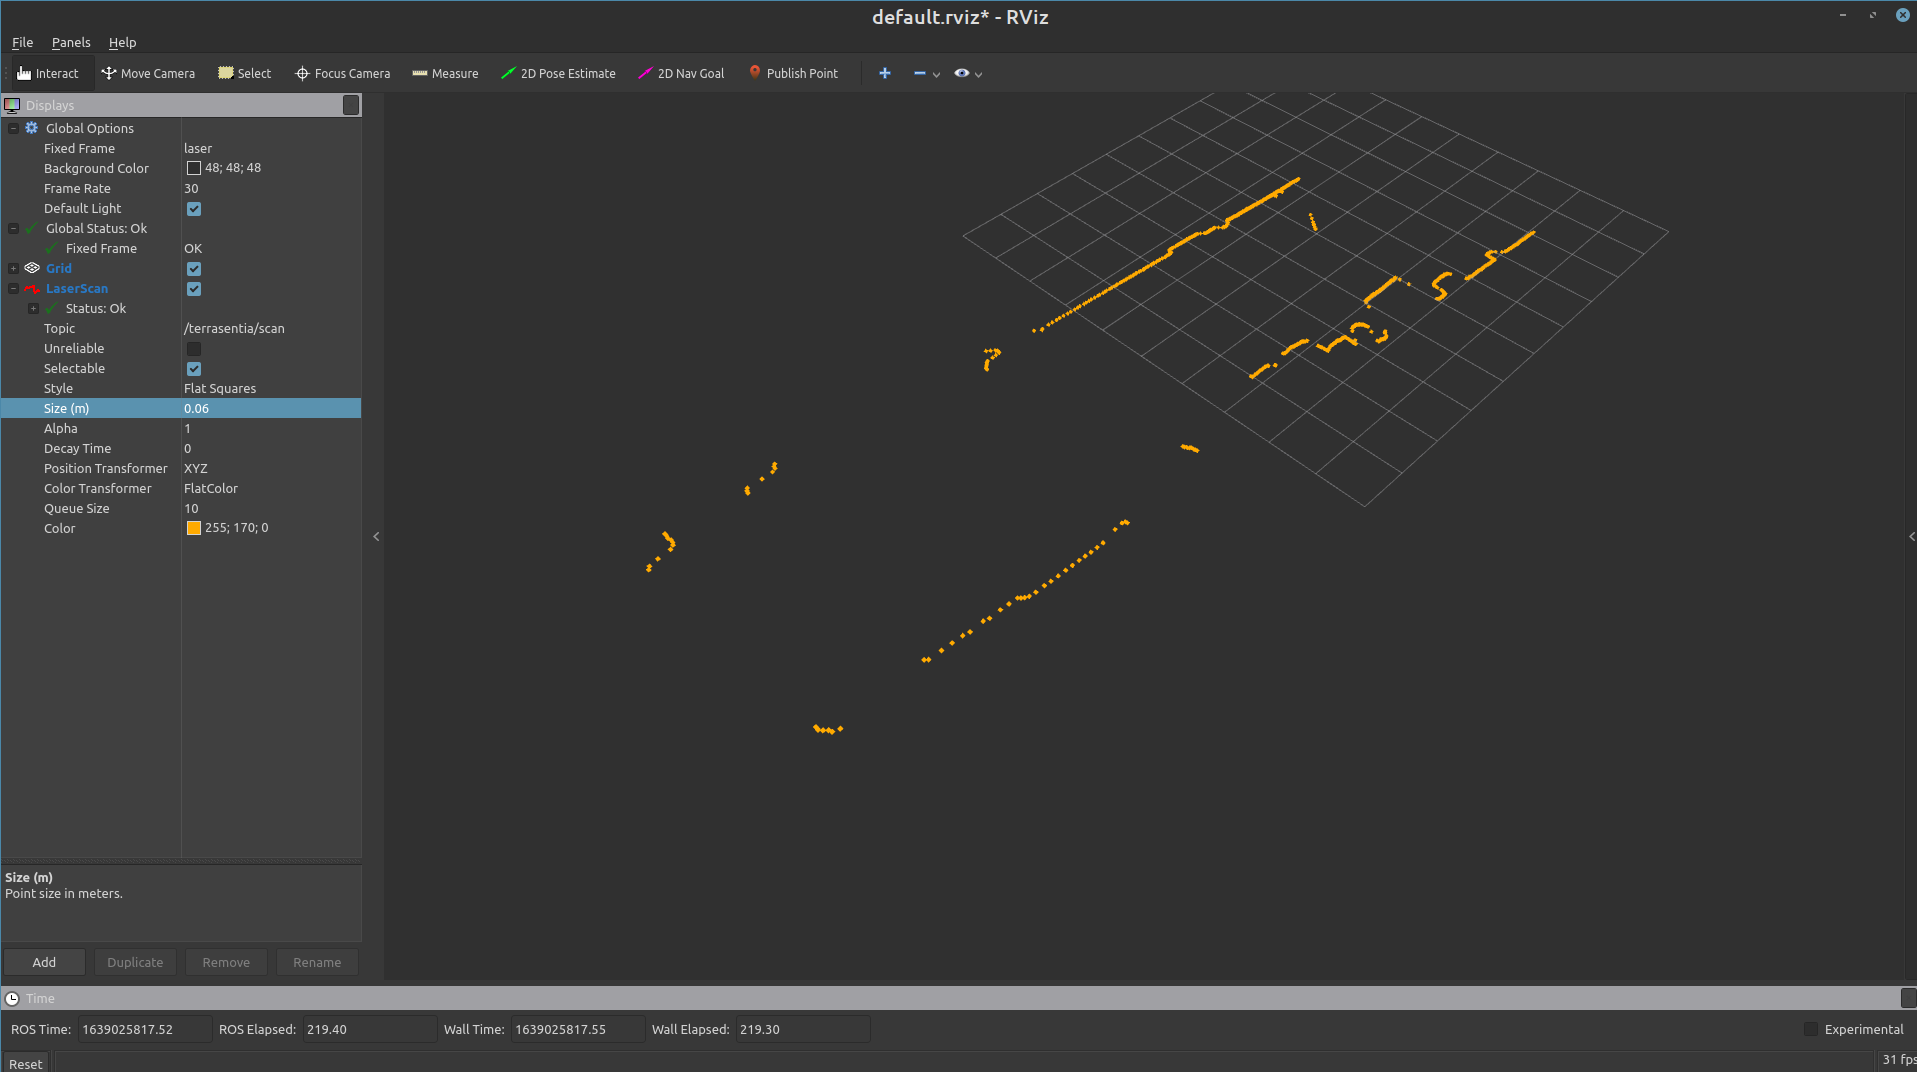 default.rviz* - RViz
File Panels Help
Interact Move Camera Select Focus Camera Measure 2D Pose Estimate 2D Nav Goal Publish Point
Displays
Global Options
Fixed Frame laser
Background Color 48; 48; 48
Frame Rate 30
Default Light
Global Status: Ok
Fixed Frame OK
Grid
LaserScan
Status: Ok
Topic /terrasentia/scan
Unreliable
Selectable
Style Flat Squares
Size (m) 0.06
Alpha 1
Decay Time 0
Position Transformer XYZ
Color Transformer FlatColor
Queue Size 10
Color 255; 170; 0
Size (m)
Point size in meters.
Add Duplicate Remove Rename
Time
ROS Time: 1639025817.52 ROS Elapsed: 219.40 Wall Time: 1639025817.55 Wall Elapsed: 219.30 Experimental
Reset 31 fps